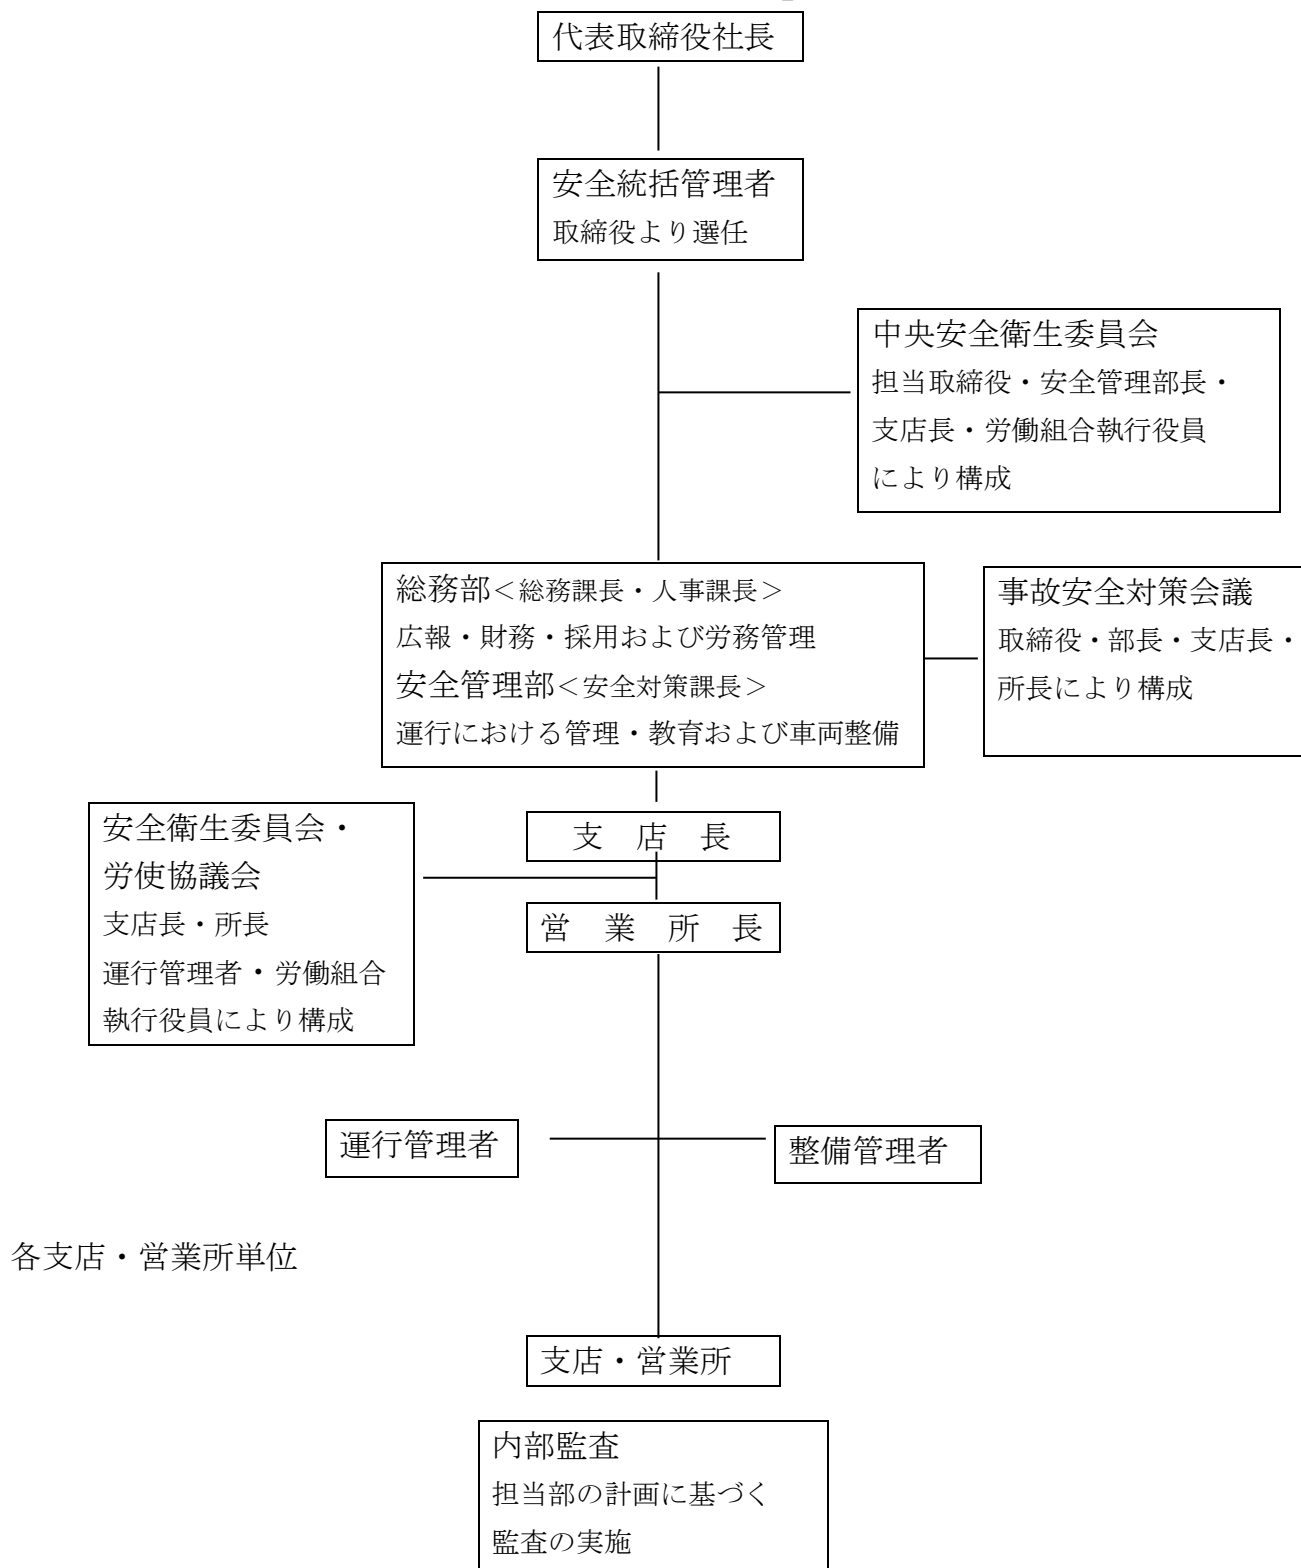 代表取締役社長
安全統括管理者
取締役より選任
中央安全衛生委員会
担当取締役・安全管理部長・
支店長・労働組合執行役員
により構成
総務部＜総務課長・人事課長＞
広報・財務・採用および労務管理
安全管理部＜安全対策課長＞
運行における管理・教育および車両整備
事故安全対策会議
取締役・部長・支店長・
所長により構成
安全衛生委員会・
労使協議会
支店長・所長
運行管理者・労働組合
執行役員により構成
支　店　長
営　業　所　長
運行管理者
整備管理者
各支店・営業所単位
支店・営業所
内部監査
担当部の計画に基づく
監査の実施